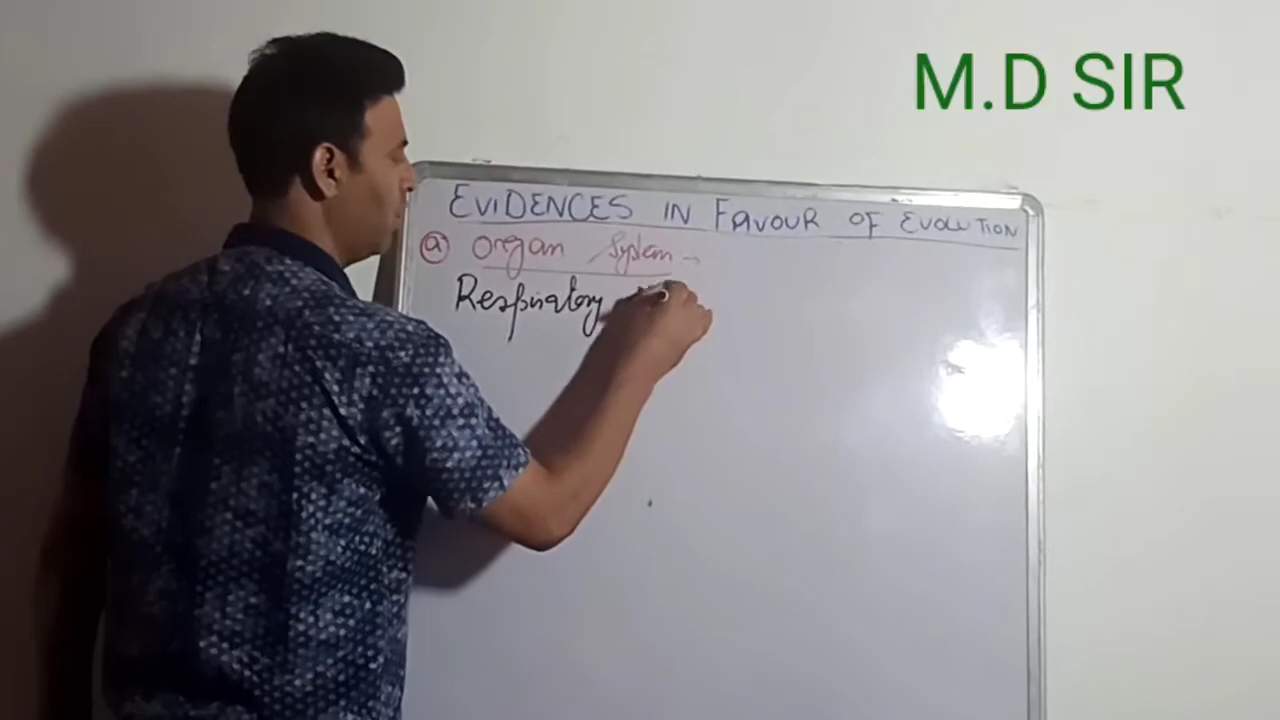 M.D SIR
EVIDENCES IN FAVOUR OF EVOLUTION
(a) Organ System →
Respiratory